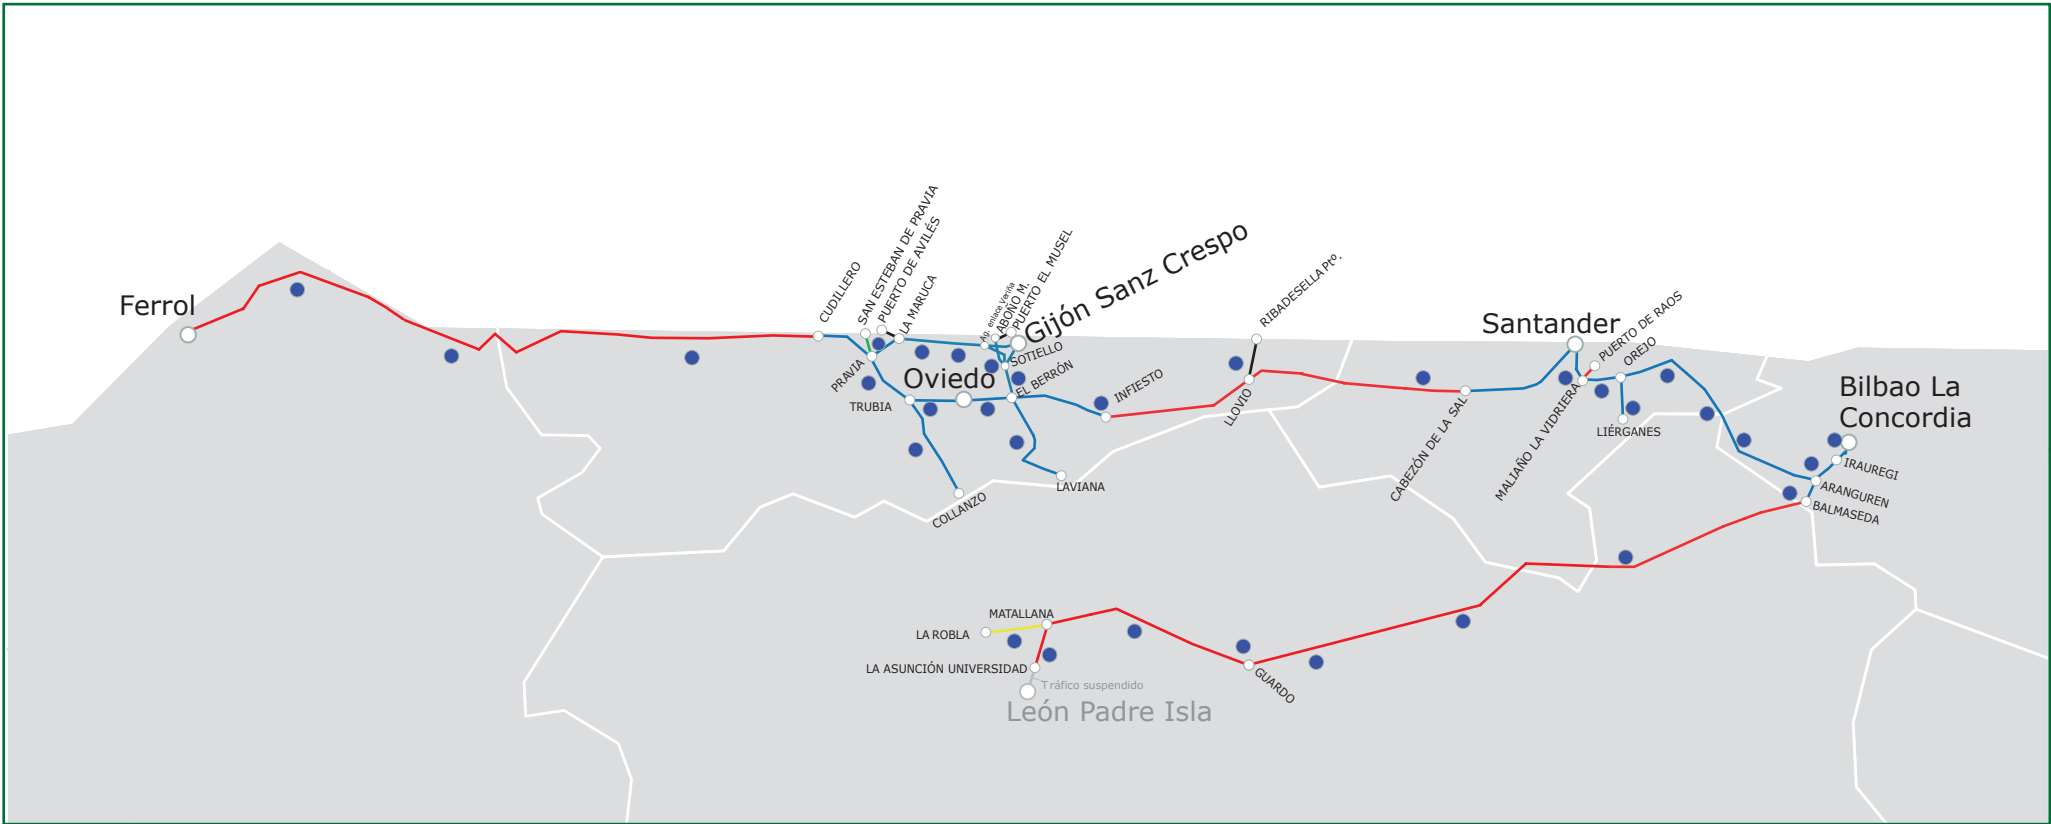 Ferrol
CUDILLERO
SAN ESTEBAN DE PRAVIA
PUERTO DE AVILÉS
LA MARUCA
Ag. enlace Veriña
ABOÑO M.
PUERTO EL MUSEL
Gijón Sanz Crespo
SOTIELLO
PRAVIA
Oviedo
TRUBIA
EL BERRÓN
INFIESTO
COLLANZO
LAVIANA
RIBADESELLA Ptº.
LLOVIO
Santander
PUERTO DE RAOS
OREJO
CABEZÓN DE LA SAL
MALIAÑO LA VIDRIERA
LIÉRGANES
Bilbao La
Concordia
IRAUREGI
ARANGUREN
BALMASEDA
MATALLANA
LA ROBLA
LA ASUNCIÓN UNIVERSIDAD
Tráfico suspendido
León Padre Isla
GUARDO